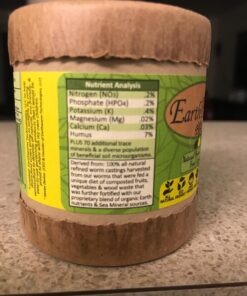 Nutrient Analysis
Nitrogen (NO3) .2%
Phosphate (HPO4) .2%
Potassium (K) .4%
Magnesium (Mg) .02%
Calcium (Ca) .03%
Humus 7%
PLUS 70 additional trace
minerals & a diverse population
of beneficial soil microorganisms.
Derived from: 100% all-natural
refined worm castings harvested
from our worms that were fed a
unique diet of composted fruits,
vegetables & wood waste that
was further fortified with our
proprietary blend of organic Earth
nutrients & Sea Mineral sources.
Earth